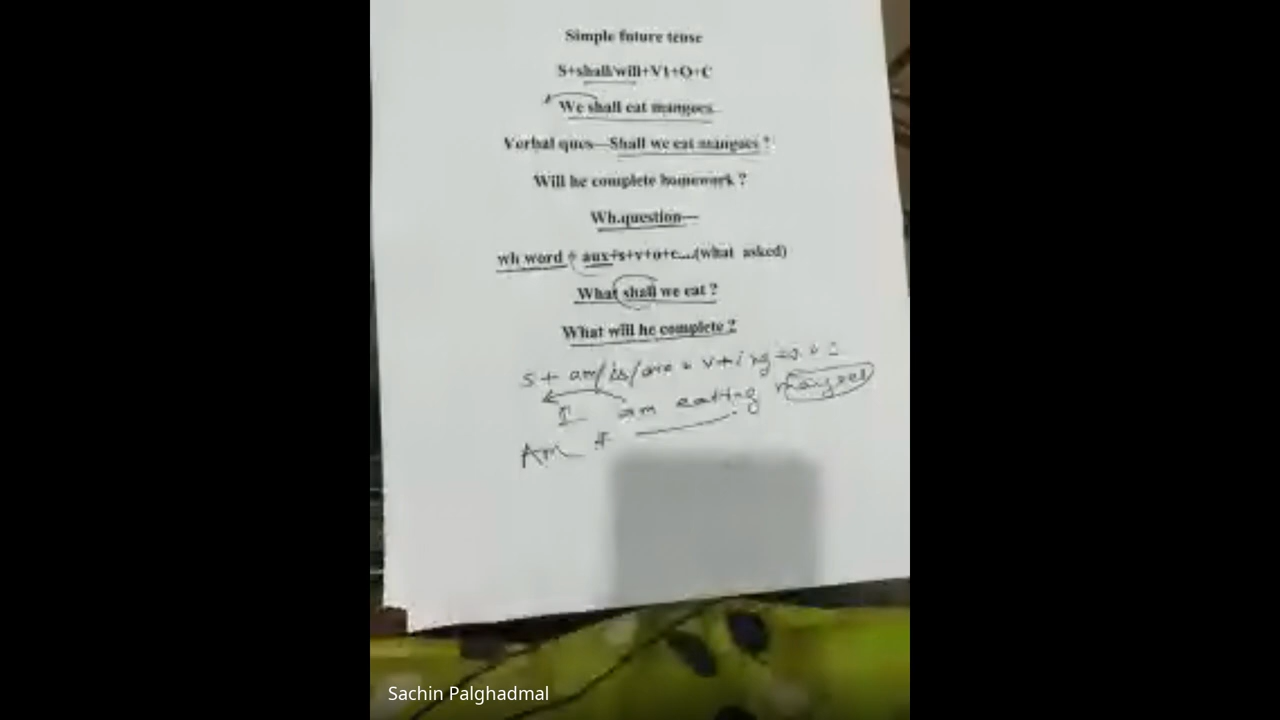 Simple future tense
S+shall/will+V1+O+C
We shall eat mangoes
Verbal ques—Shall we eat mangoes ?
Will he complete homework ?
Wh.question—
wh word + aux+s+v+o+c....(what asked)
What shall we eat ?
What will he complete ?
S + am/is/are + v+ing
I am eating mangoes
Am I
Sachin Palghadmal